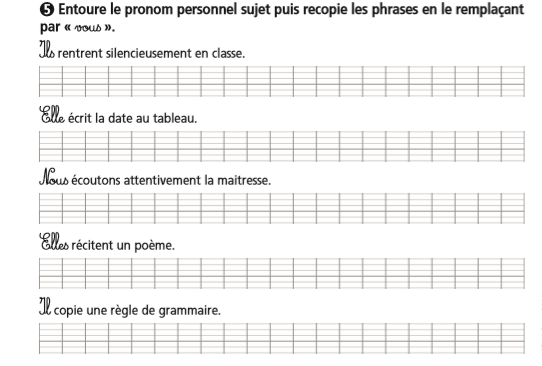 ❺ Entoure le pronom personnel sujet puis recopie les phrases en le remplaçant
par « vous ».
Ils rentrent silencieusement en classe.
Elle écrit la date au tableau.
Nous écoutons attentivement la maitresse.
Elles récitent un poème.
Il copie une règle de grammaire.